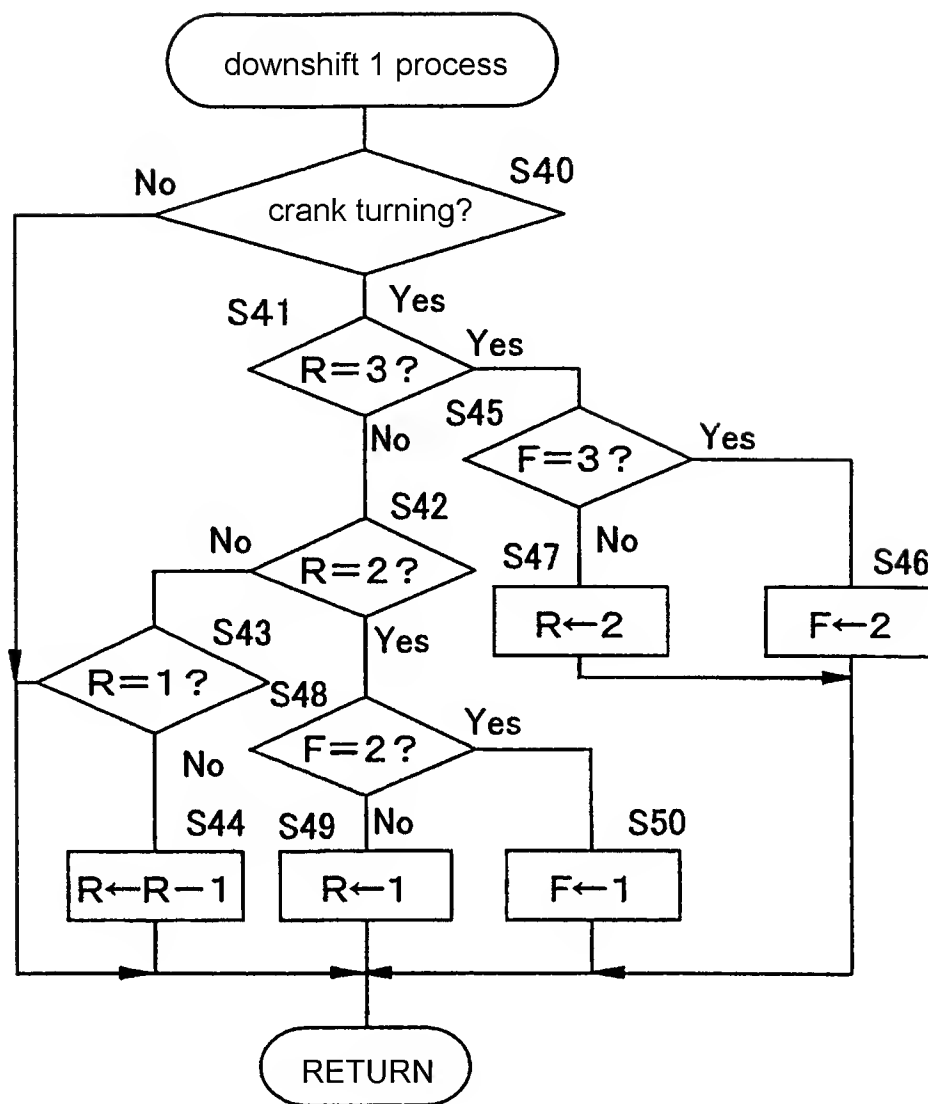 downshift 1 process
S40
No
crank turning?
Yes
S41
R=3?
Yes
S45
No
F=3?
Yes
S42
No
R=2?
S47
No
S46
R←2
F←2
S43
Yes
R=1?
S48
F=2?
Yes
No
S44
S49
No
S50
R←R-1
R←1
F←1
RETURN